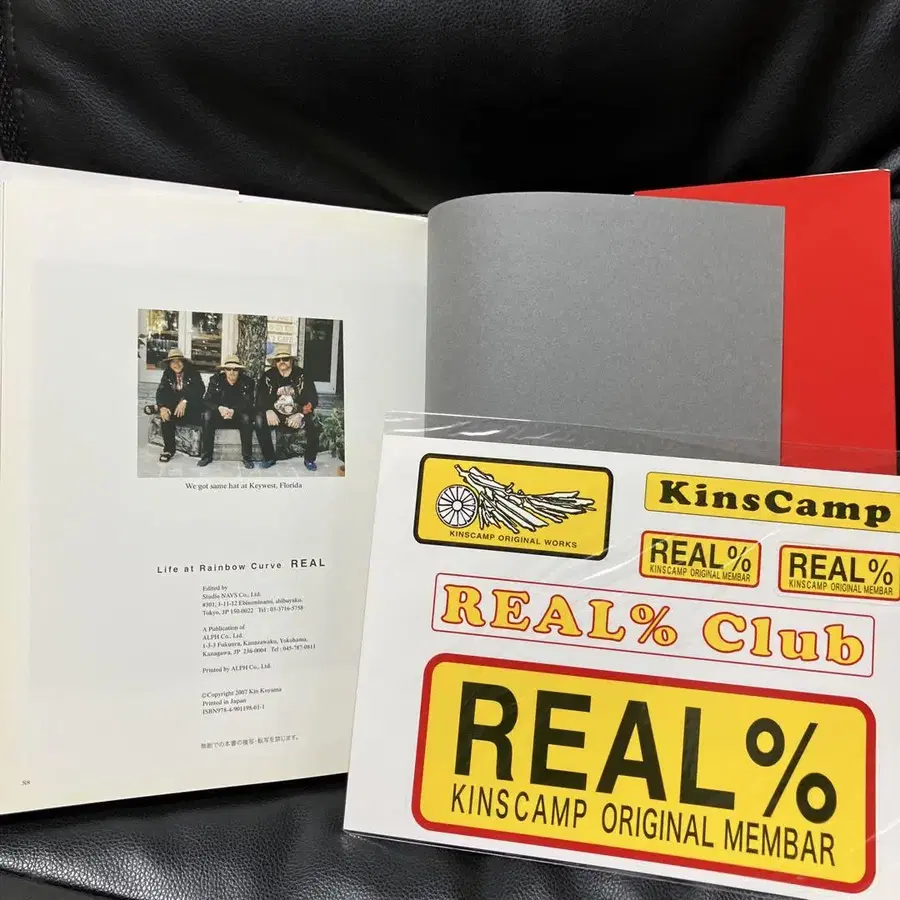 We got same hat at Keywest, Florida
Life at Rainbow Curve REAL
Edited by
Studio NAVS Co., Ltd.
#301, 1-11-12 Ebisuminami, shibuyaku,
Tokyo, JP 150-0022 Tel : 03-5716-5758
A Publication of
ALPH Co., Ltd.
1-3-3 Fukuura, Kanazawaku, Yokohama,
Kanagawa, JP 236-0004 Tel : 045-787-0811
Printed by ALPH Co., Ltd.
©Copyright 2007 Kin Koyama
Printed in Japan
ISBN978-4-901198-61-1
無断での本書の複写・転写を禁じます。
KINSCAMP ORIGINAL WORKS
KinsCamp
REAL%
KINSCAMP ORIGINAL MEMBAR
REAL%
KINSCAMP ORIGINAL MEMBAR
REAL% Club
REAL%
KINSCAMP ORIGINAL MEMBAR